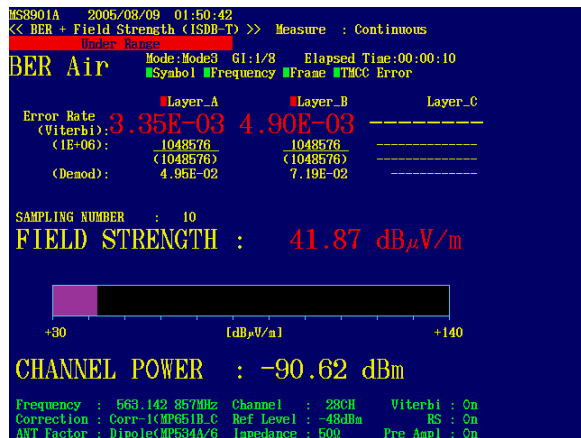 MS8901A 2005/08/09 01:50:42
<< BER + Field Strength (ISDB-T) >> Measure : Continuous
Under Range
BER Air Mode:Mode3 GI:1/8 Elapsed Time:00:00:10
Symbol Frequency Frame TMCC Error
Layer_A Layer_B Layer_C
Error Rate
(Viterbi): 3.35E-03 4.90E-03 ---------
(1E+06): 1048576 1048576 --------------
(1048576) (1048576) --------------
(Demod): 4.95E-02 7.19E-02 --------------
SAMPLING NUMBER : 10
FIELD STRENGTH : 41.87 dBμV/m
+30 [dBμV/m] +140
CHANNEL POWER : -90.62 dBm
Frequency : 563.142 857MHz Channel : 28CH Viterbi : On
Correction : Corr-1(MP651B_C Ref Level : -48dBm RS : On
ANT Factor : Dipole(MP534A/6 Impedance : 50Ω Pre Ampl : On